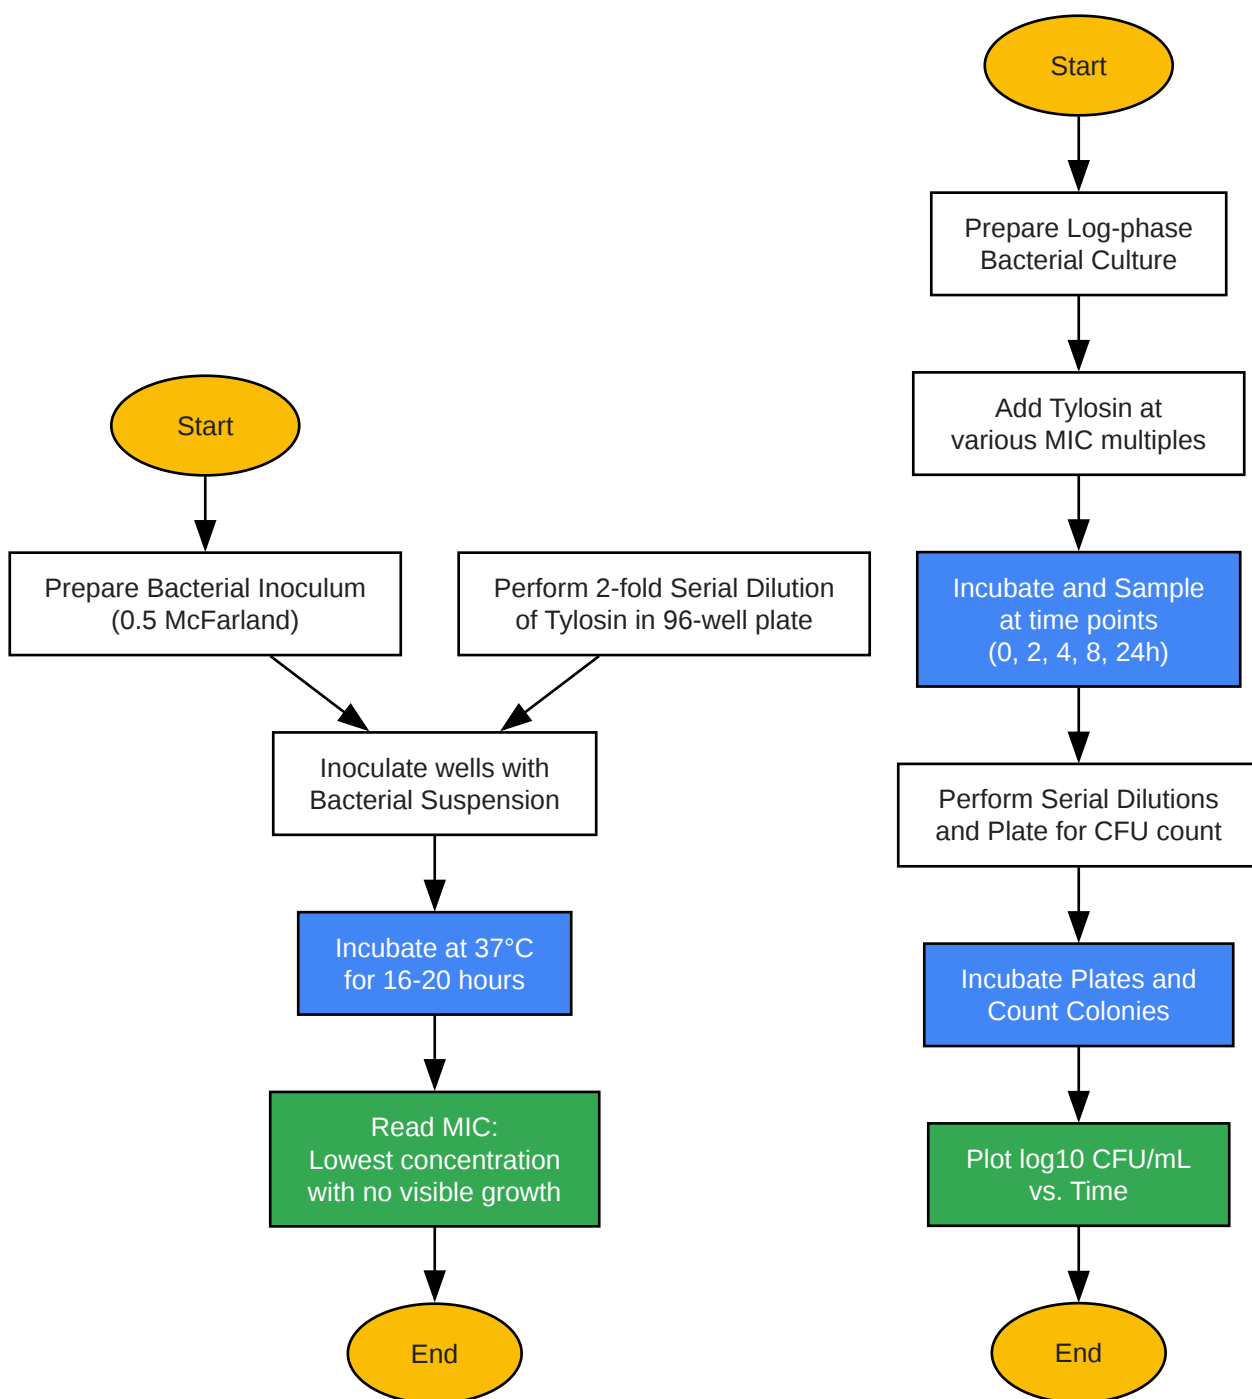 Start
Prepare Bacterial Inoculum
(0.5 McFarland)
Perform 2-fold Serial Dilution
of Tylosin in 96-well plate
Inoculate wells with
Bacterial Suspension
Incubate at 37°C
for 16-20 hours
Read MIC:
Lowest concentration
with no visible growth
End
Start
Prepare Log-phase
Bacterial Culture
Add Tylosin at
various MIC multiples
Incubate and Sample
at time points
(0, 2, 4, 8, 24h)
Perform Serial Dilutions
and Plate for CFU count
Incubate Plates and
Count Colonies
Plot log10 CFU/mL
vs. Time
End